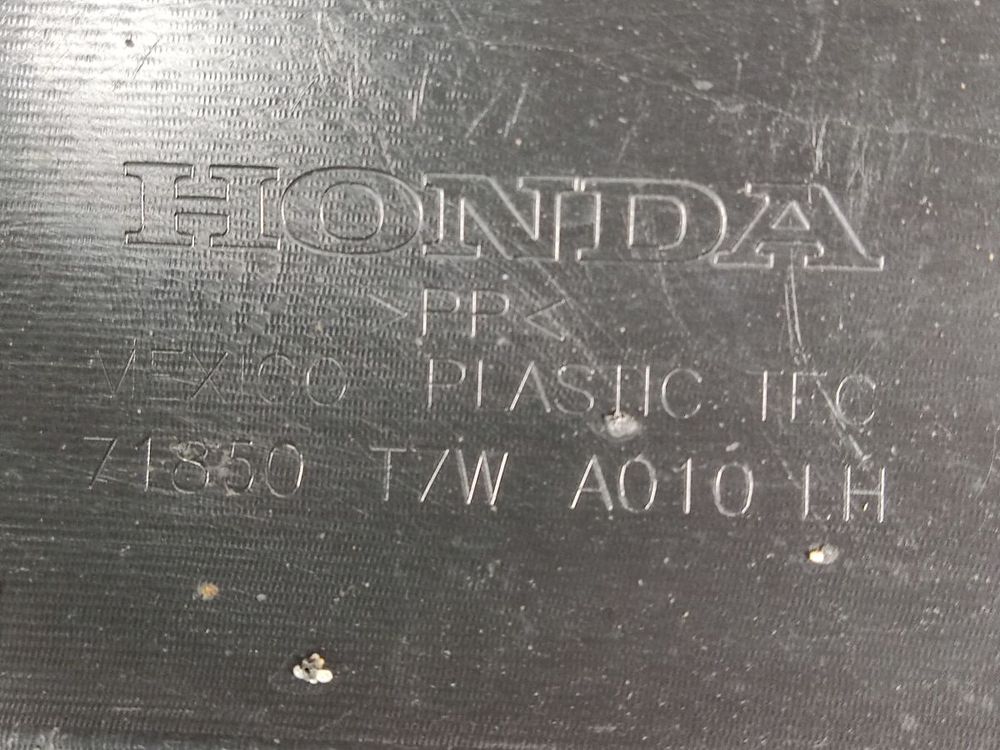 HONDA
>PP<
MEXICO PLASTIC TEC
71850 T7W A010 LH